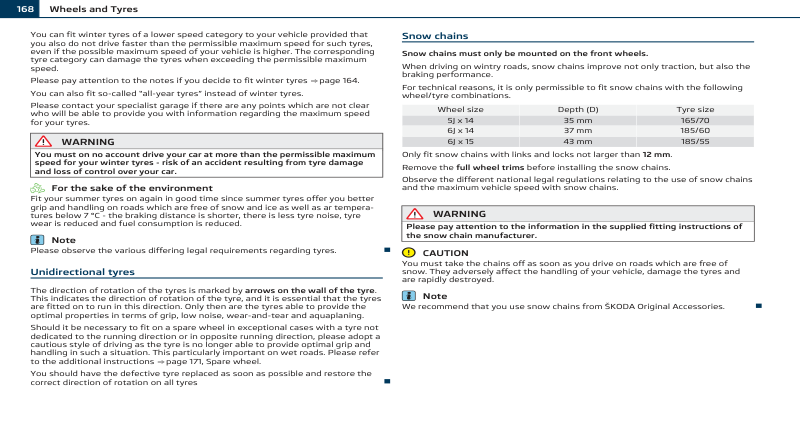 168 Wheels and Tyres
You can fit winter tyres of a lower speed category to your vehicle provided that
you also do not drive faster than the permissible maximum speed for such tyres,
even if the possible maximum speed of your vehicle is higher. The corresponding
tyre category can damage the tyres when exceeding the permissible maximum
speed.
Please pay attention to the notes if you decide to fit winter tyres ⇒ page 164.
You can also fit so-called "all-year tyres" instead of winter tyres.
Please contact your specialist garage if there are any points which are not clear
who will be able to provide you with information regarding the maximum speed
for your tyres.
WARNING
You must on no account drive your car at more than the permissible maximum
speed for your winter tyres - risk of an accident resulting from tyre damage
and loss of control over your car.
For the sake of the environment
Fit your summer tyres on again in good time since summer tyres offer you better
grip and handling on roads which are free of snow and ice as well as at tempera-
tures below 7 °C - the braking distance is shorter, there is less tyre noise, tyre
wear is reduced and fuel consumption is reduced.
Note
Please observe the various differing legal requirements regarding tyres.
Unidirectional tyres
The direction of rotation of the tyres is marked by arrows on the wall of the tyre.
This indicates the direction of rotation of the tyre, and it is essential that the tyres
are fitted on to run in this direction. Only then are the tyres able to provide the
optimal properties in terms of grip, low noise, wear-and-tear and aquaplaning.
Should it be necessary to fit on a spare wheel in exceptional cases with a tyre not
dedicated to the running direction or in opposite running direction, please adopt a
cautious style of driving as the tyre is no longer able to provide optimal grip and
handling in such a situation. This particularly important on wet roads. Please refer
to the additional instructions ⇒ page 171, Spare wheel.
You should have the defective tyre replaced as soon as possible and restore the
correct direction of rotation on all tyres
Snow chains
Snow chains must only be mounted on the front wheels.
When driving on wintry roads, snow chains improve not only traction, but also the
braking performance.
For technical reasons, it is only permissible to fit snow chains with the following
wheel/tyre combinations.
Wheel size Depth (D) Tyre size
5J x 14 35 mm 165/70
6J x 14 37 mm 185/60
6J x 15 43 mm 185/55
Only fit snow chains with links and locks not larger than 12 mm.
Remove the full wheel trims before installing the snow chains.
Observe the different national legal regulations relating to the use of snow chains
and the maximum vehicle speed with snow chains.
WARNING
Please pay attention to the information in the supplied fitting instructions of
the snow chain manufacturer.
CAUTION
You must take the chains off as soon as you drive on roads which are free of
snow. They adversely affect the handling of your vehicle, damage the tyres and
are rapidly destroyed.
Note
We recommend that you use snow chains from ŠKODA Original Accessories.